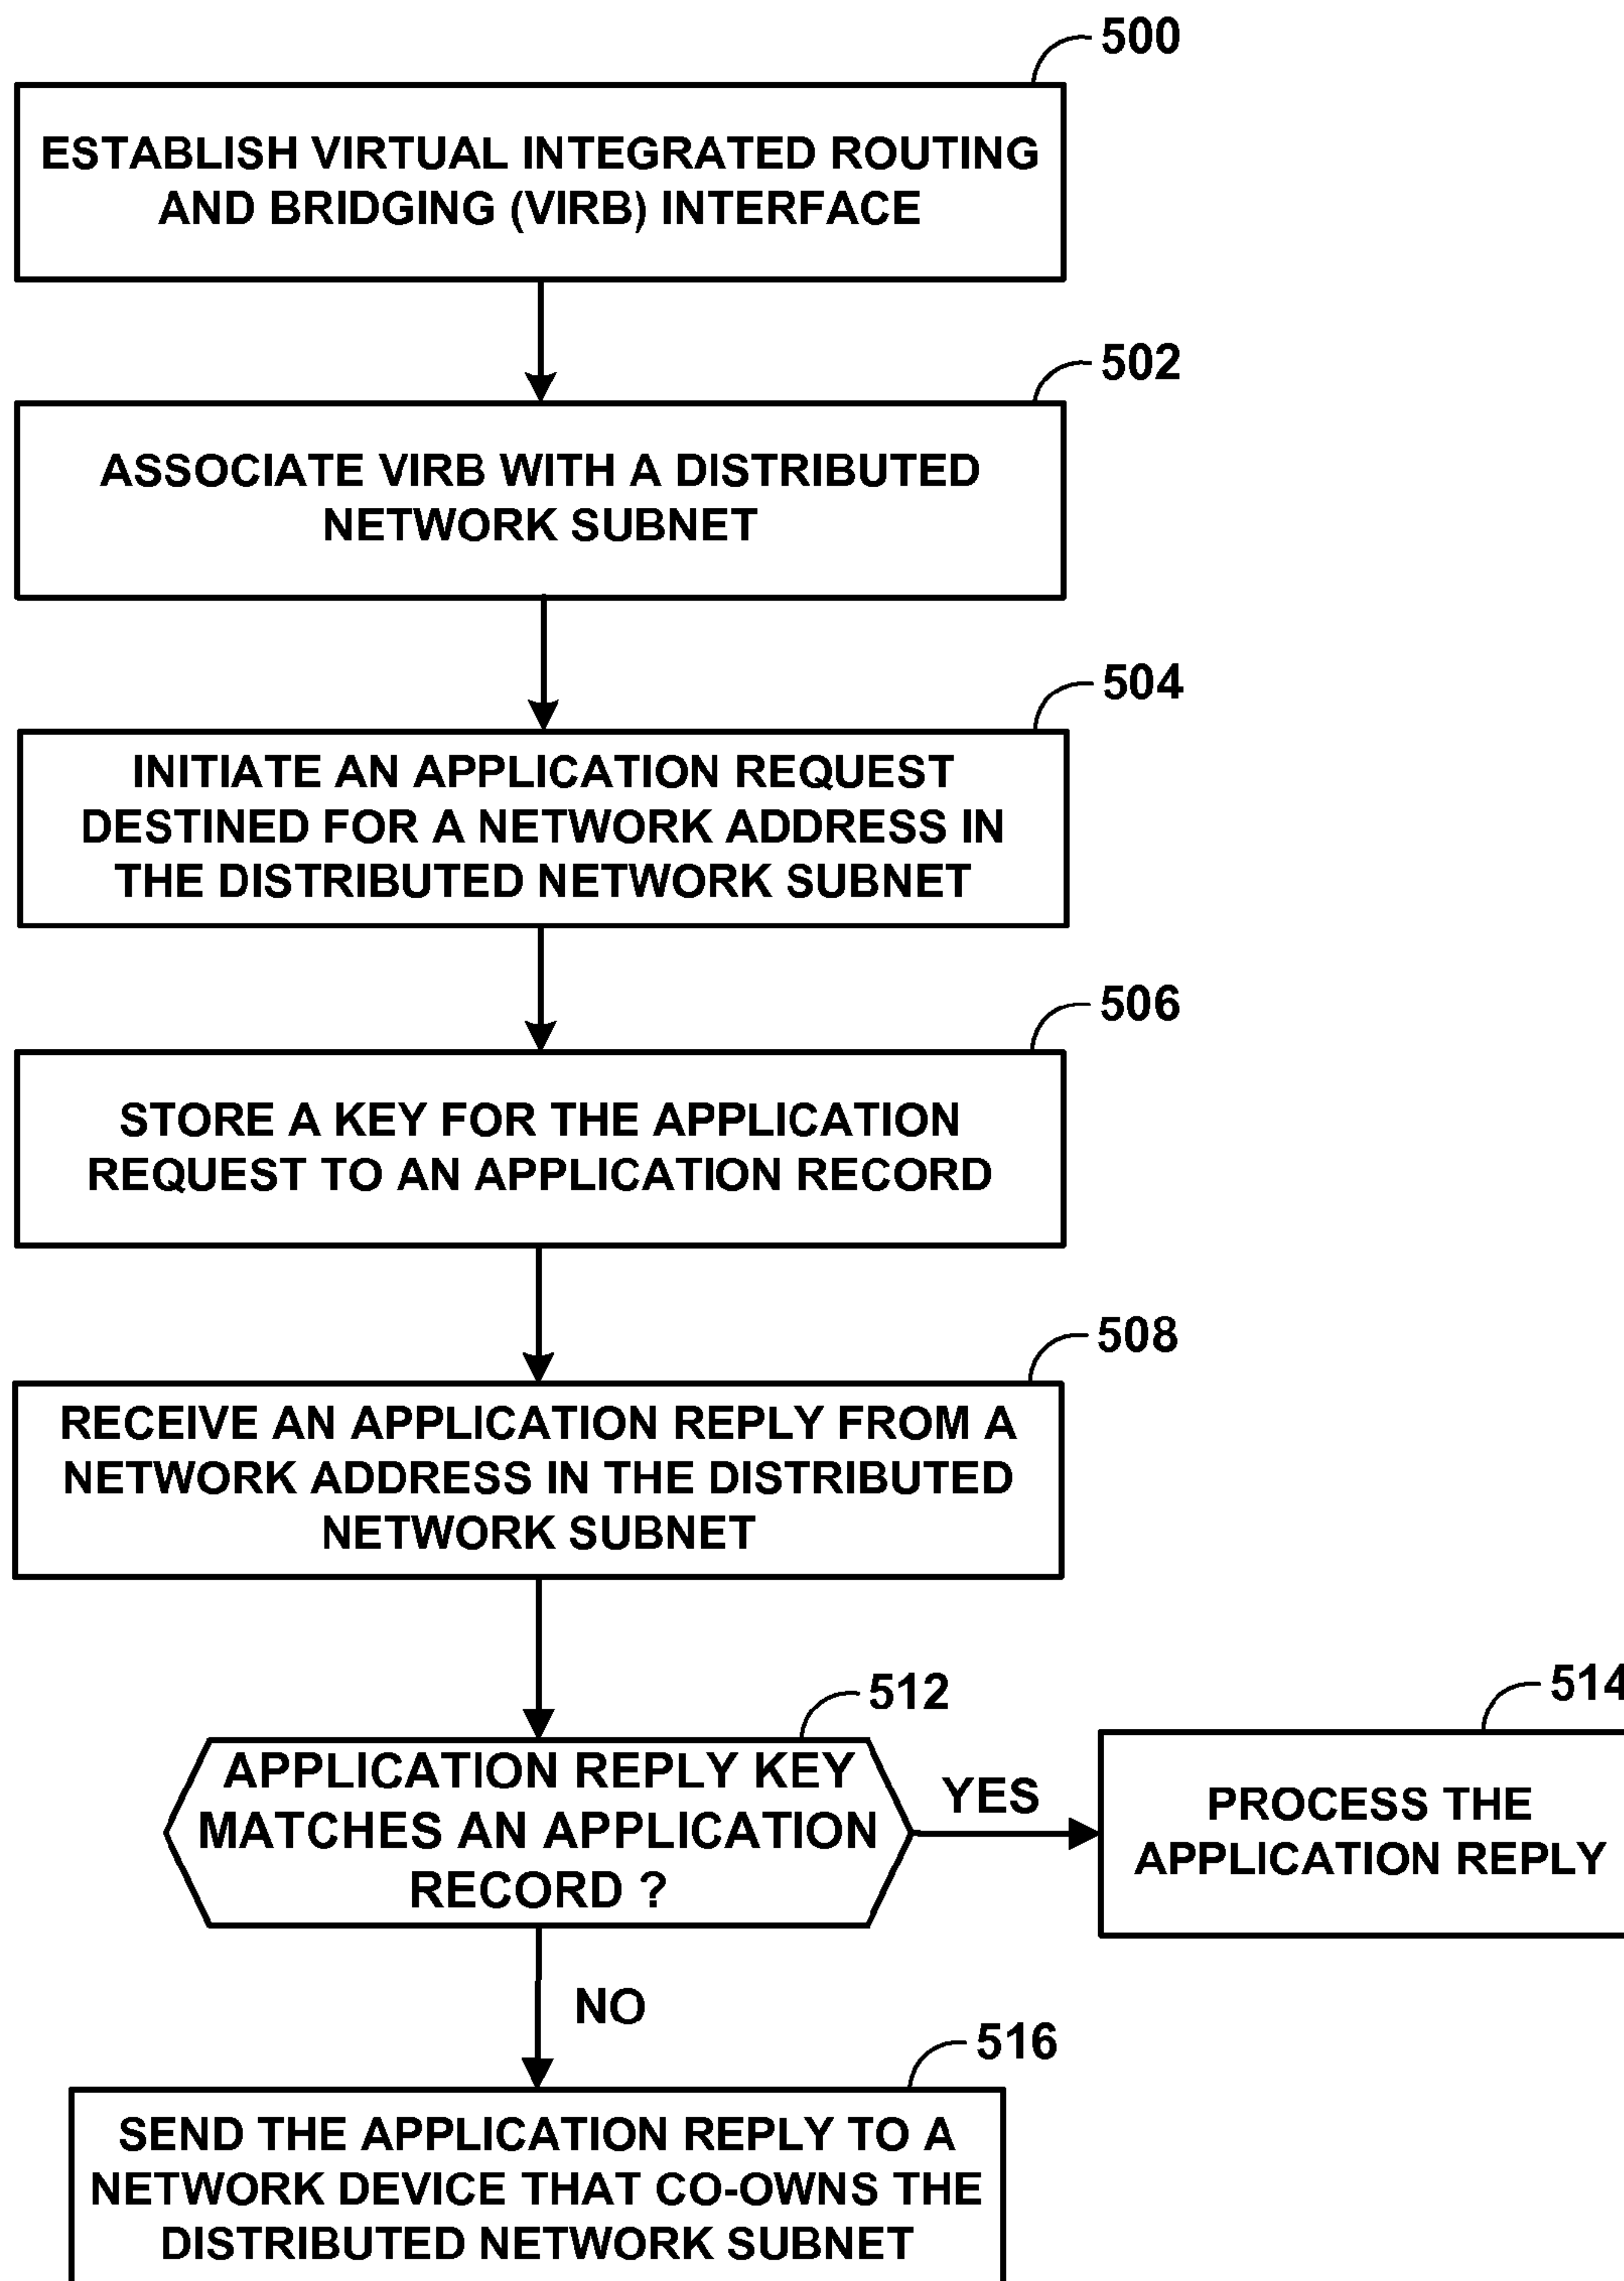 500
ESTABLISH VIRTUAL INTEGRATED ROUTING
AND BRIDGING (VIRB) INTERFACE
502
ASSOCIATE VIRB WITH A DISTRIBUTED
NETWORK SUBNET
504
INITIATE AN APPLICATION REQUEST
DESTINED FOR A NETWORK ADDRESS IN
THE DISTRIBUTED NETWORK SUBNET
506
STORE A KEY FOR THE APPLICATION
REQUEST TO AN APPLICATION RECORD
508
RECEIVE AN APPLICATION REPLY FROM A
NETWORK ADDRESS IN THE DISTRIBUTED
NETWORK SUBNET
512
APPLICATION REPLY KEY
MATCHES AN APPLICATION
RECORD ?
YES
514
PROCESS THE
APPLICATION REPLY
NO
516
SEND THE APPLICATION REPLY TO A
NETWORK DEVICE THAT CO-OWNS THE
DISTRIBUTED NETWORK SUBNET